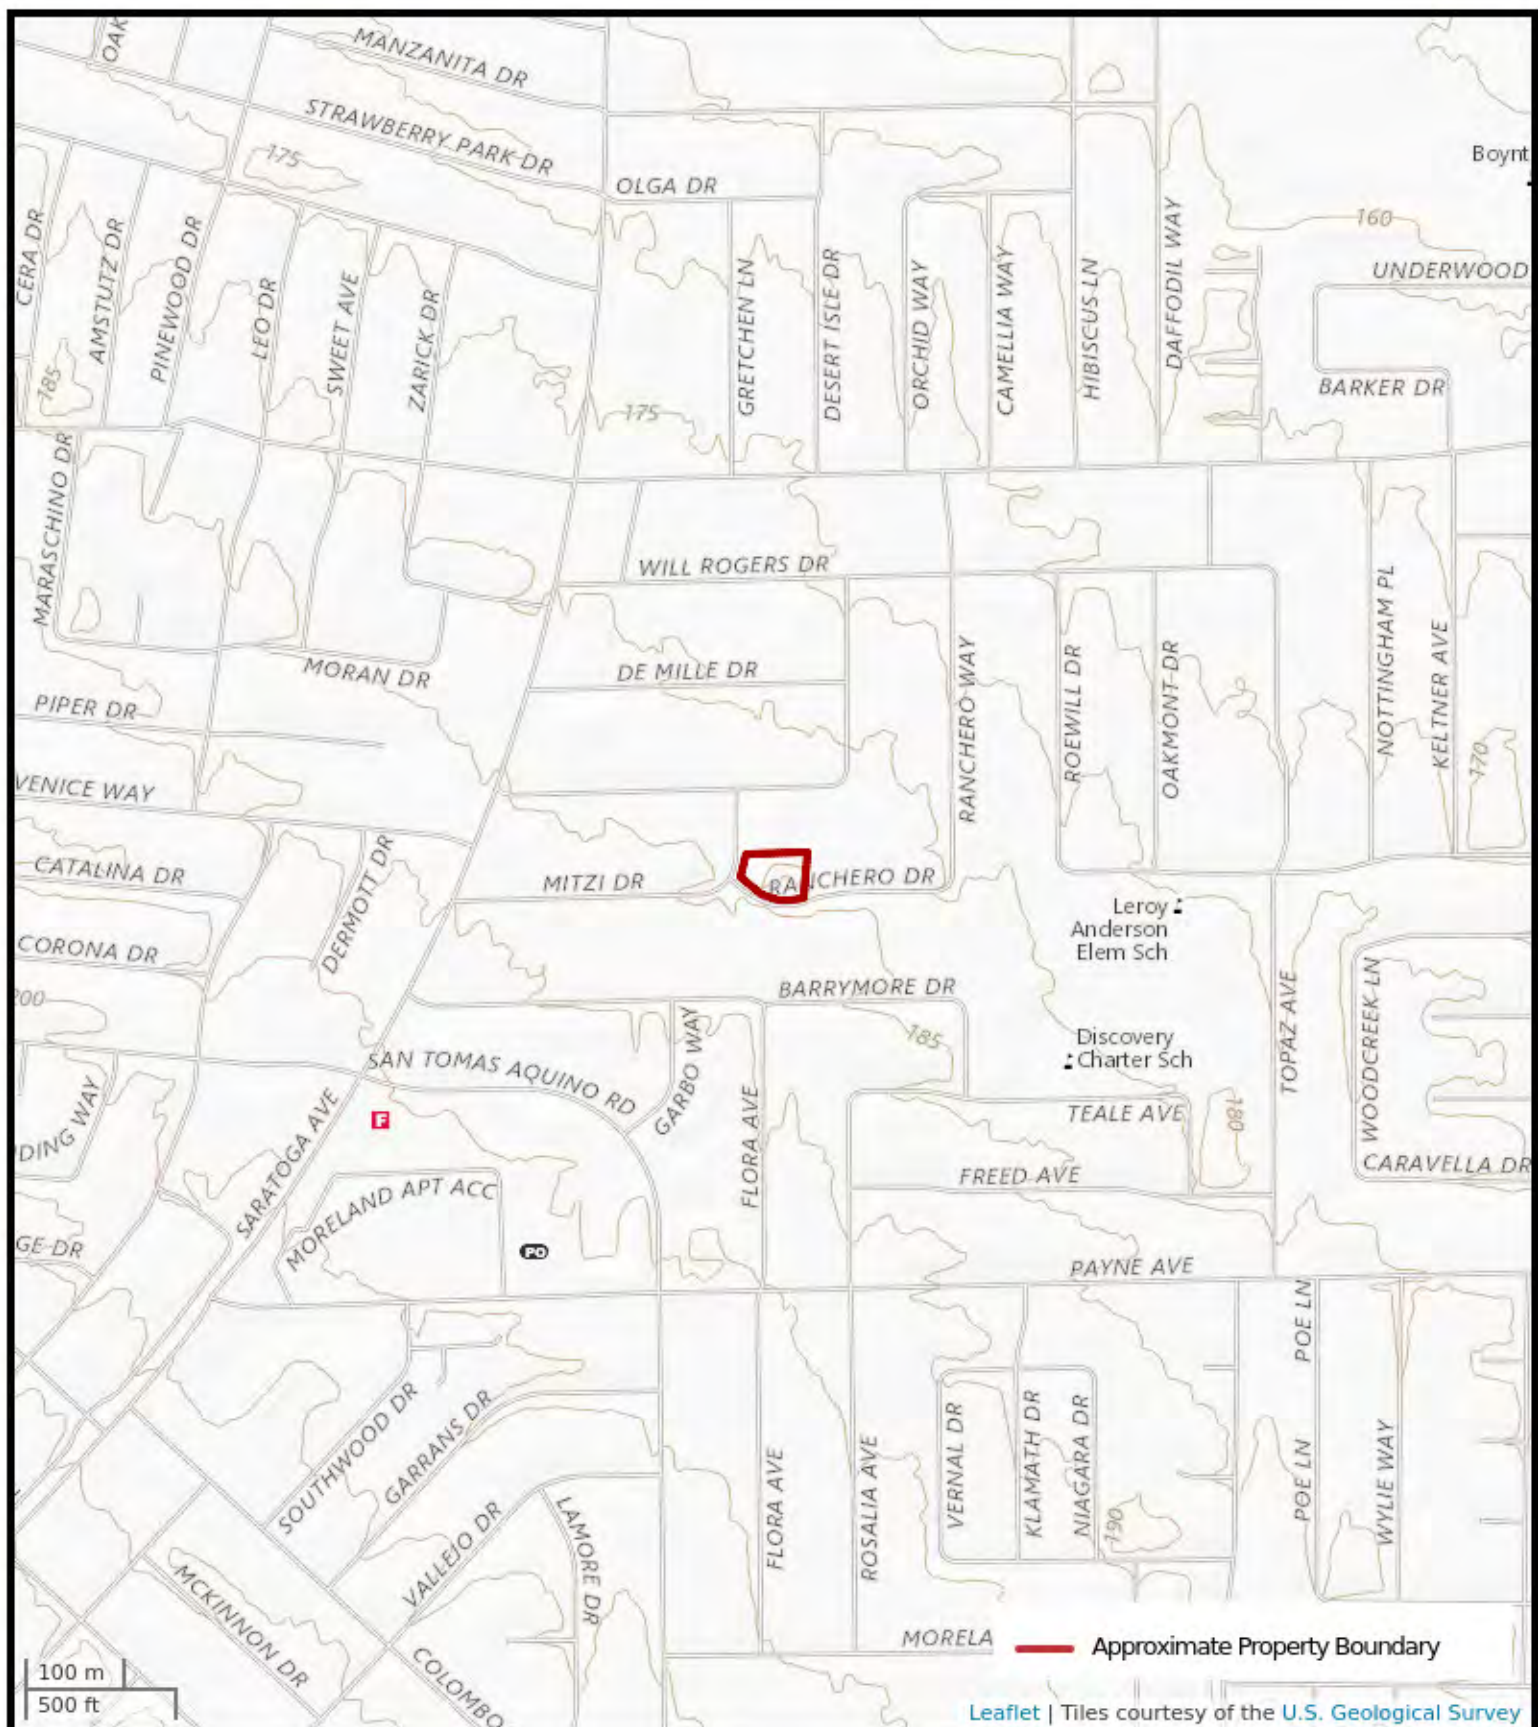 OAK
MANZANITA DR
STRAWBERRY PARK DR
175
Boynt
OLGA DR
160
UNDERWOOD
CERA DR
AMSTUTZ DR
PINEWOOD DR
LEO DR
SWEET AVE
ZARICK DR
GRETCHEN LN
DESERT ISLE DR
ORCHID WAY
CAMELLIA WAY
HIBISCUS LN
DAFFODIL WAY
BARKER DR
185
175
MARASCHINO DR
WILL ROGERS DR
NOTTINGHAM PL
KELTNER AVE
MORAN DR
DE MILLE DR
RANCHERO WAY
ROEWILL DR
OAKMONT DR
PIPER DR
170
VENICE WAY
CATALINA DR
DERMOTT DR
MITZI DR
RANCHERO DR
Leroy
Anderson
Elem Sch
CORONA DR
200
BARRYMORE DR
185
TOPAZ AVE
WOODCREEK LN
Discovery
Charter Sch
SAN TOMAS AQUINO RD
GARBO WAY
FLORA AVE
TEALE AVE
180
DING WAY
F
SARATOGA AVE
MORELAND APT ACC
FREED AVE
CARAVELLA DR
GE DR
PO
PAYNE AVE
POE LN
SOUTHWOOD DR
GARRANS DR
VALLEJO DR
LAMORE DR
FLORA AVE
ROSALIA AVE
VERNAL DR
KLAMATH DR
NIAGARA DR
190
POE LN
WYLIE WAY
MCKINNON DR
COLOMBO
MORELA
Approximate Property Boundary
100 m
500 ft
Leaflet | Tiles courtesy of the U.S. Geological Survey